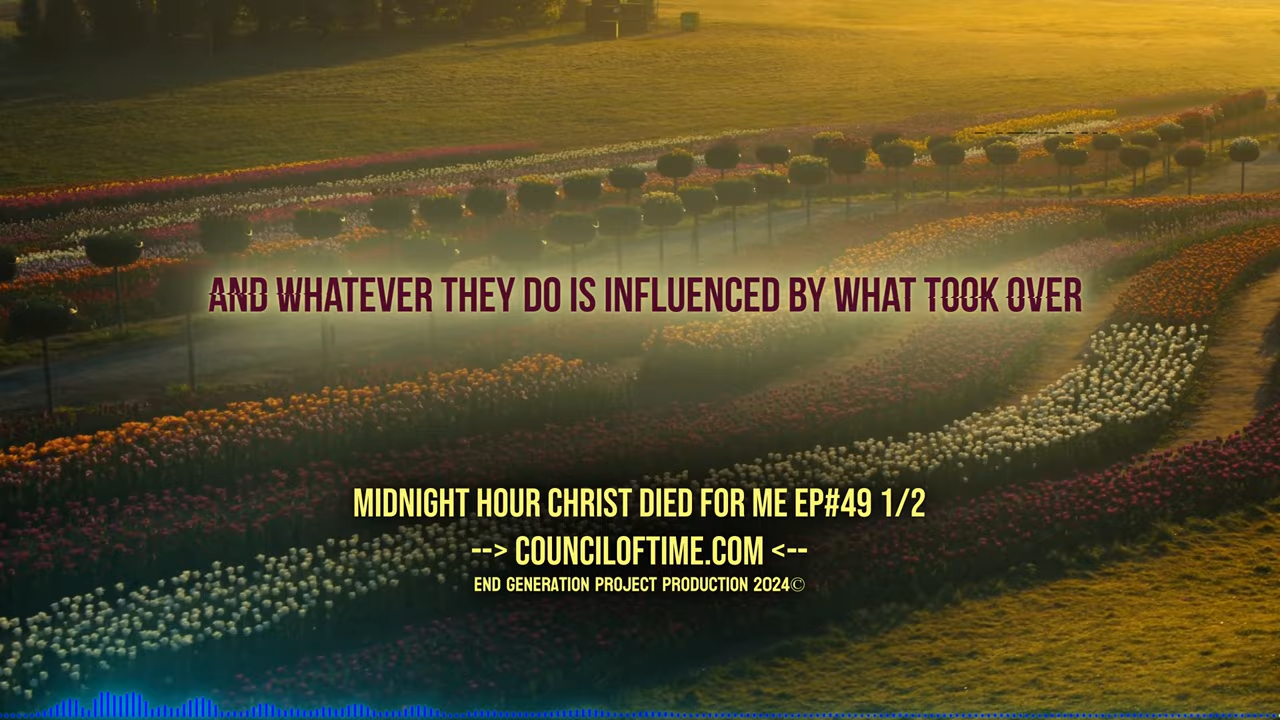 AND WHATEVER THEY DO IS INFLUENCED BY WHAT TOOK OVER
MIDNIGHT HOUR CHRIST DIED FOR ME EP#49 1/2
--> COUNCILOFTIME.COM <--
END GENERATION PROJECT PRODUCTION 2024©